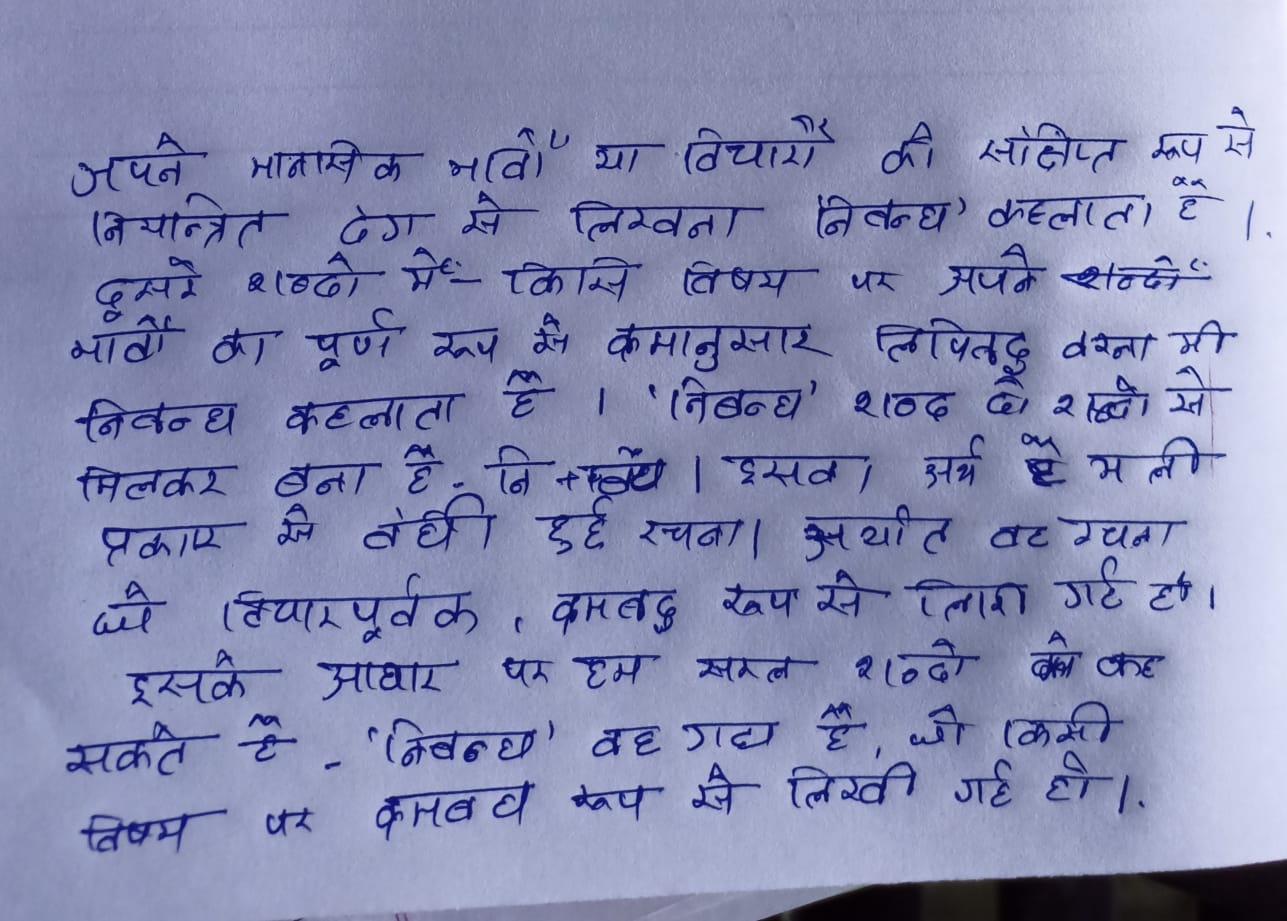 अपने मानसिक भावों या विचारों की संक्षिप्त रूप से
नियन्त्रित ढंग से लिखना 'निबन्ध' कहलाता है ।
दूसरे शब्दो में - किसि विषय पर अपने शब्दों
भावों का पूर्ण रूप से क्रमानुसार लिपिबद्ध करना भी
निबन्ध कहलाता है । 'निबन्ध' शब्द दो शब्दो से
मिलकर बना है - नि + बंध । इसका अर्थ है भली
प्रकार से बंधी हुई रचना। अर्थात वह रचना
जो विचारपूर्वक , क्रमबद्ध रूप से लिखी गई हो।
इसके आधार पर हम सरल शब्दो कह
सकते है - 'निबन्ध' वह गद्य है, जो किसी
विषय पर क्रमबध रूप से लिखी गई हो ।